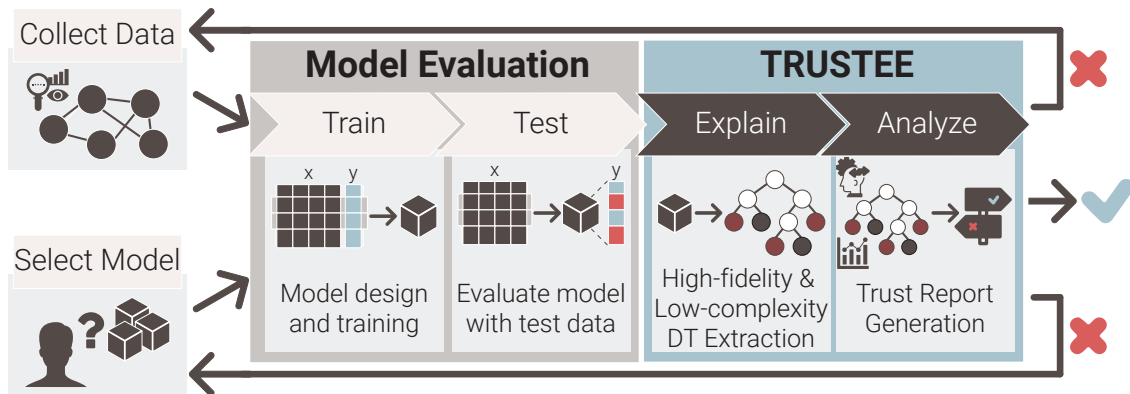 Collect Data
Model Evaluation
TRUSTEE
Train
Test
Explain
Analyze
x y
x y
Select Model
?
Model design
and training
Evaluate model
with test data
High-fidelity &
Low-complexity
DT Extraction
Trust Report
Generation